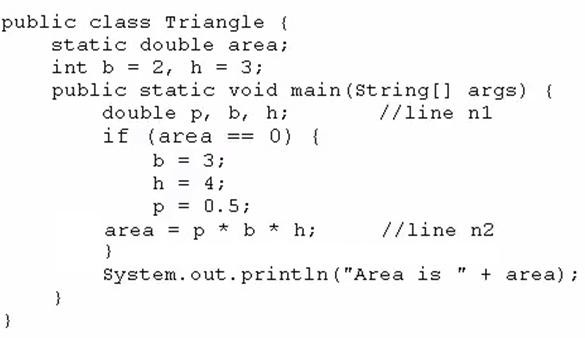 public class Triangle {
    static double area;
    int b = 2, h = 3;
    public static void main(String[] args) {
        double p, b, h;        //line n1
        if (area == 0) {
            b = 3;
            h = 4;
            p = 0.5;
        area = p * b * h;      //line n2
        }
        System.out.println("Area is " + area);
    }
}